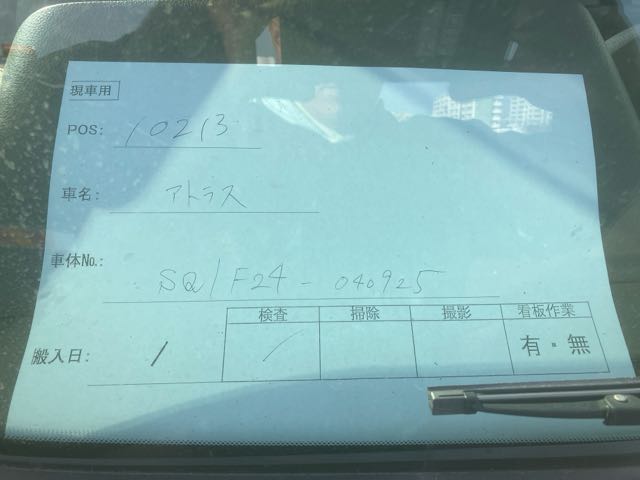 現車用
POS: 10213
車名: アトラス
車体No.: SQ1F24-040925
検査 掃除 撮影 看板作業
搬入日: / / 有・無